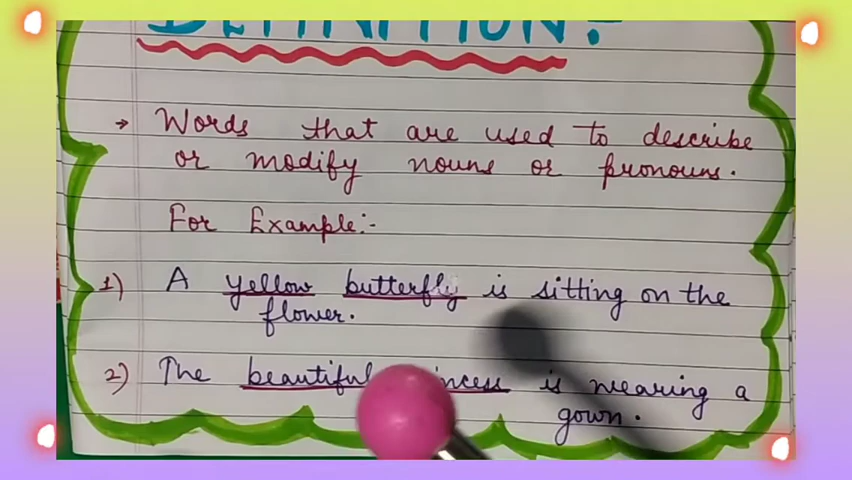 DEFINITION:
→ Words that are used to describe
or modify nouns or pronouns.
For Example:-
1) A yellow butterfly is sitting on the
flower.
2) The beautiful is wearing a
gown.